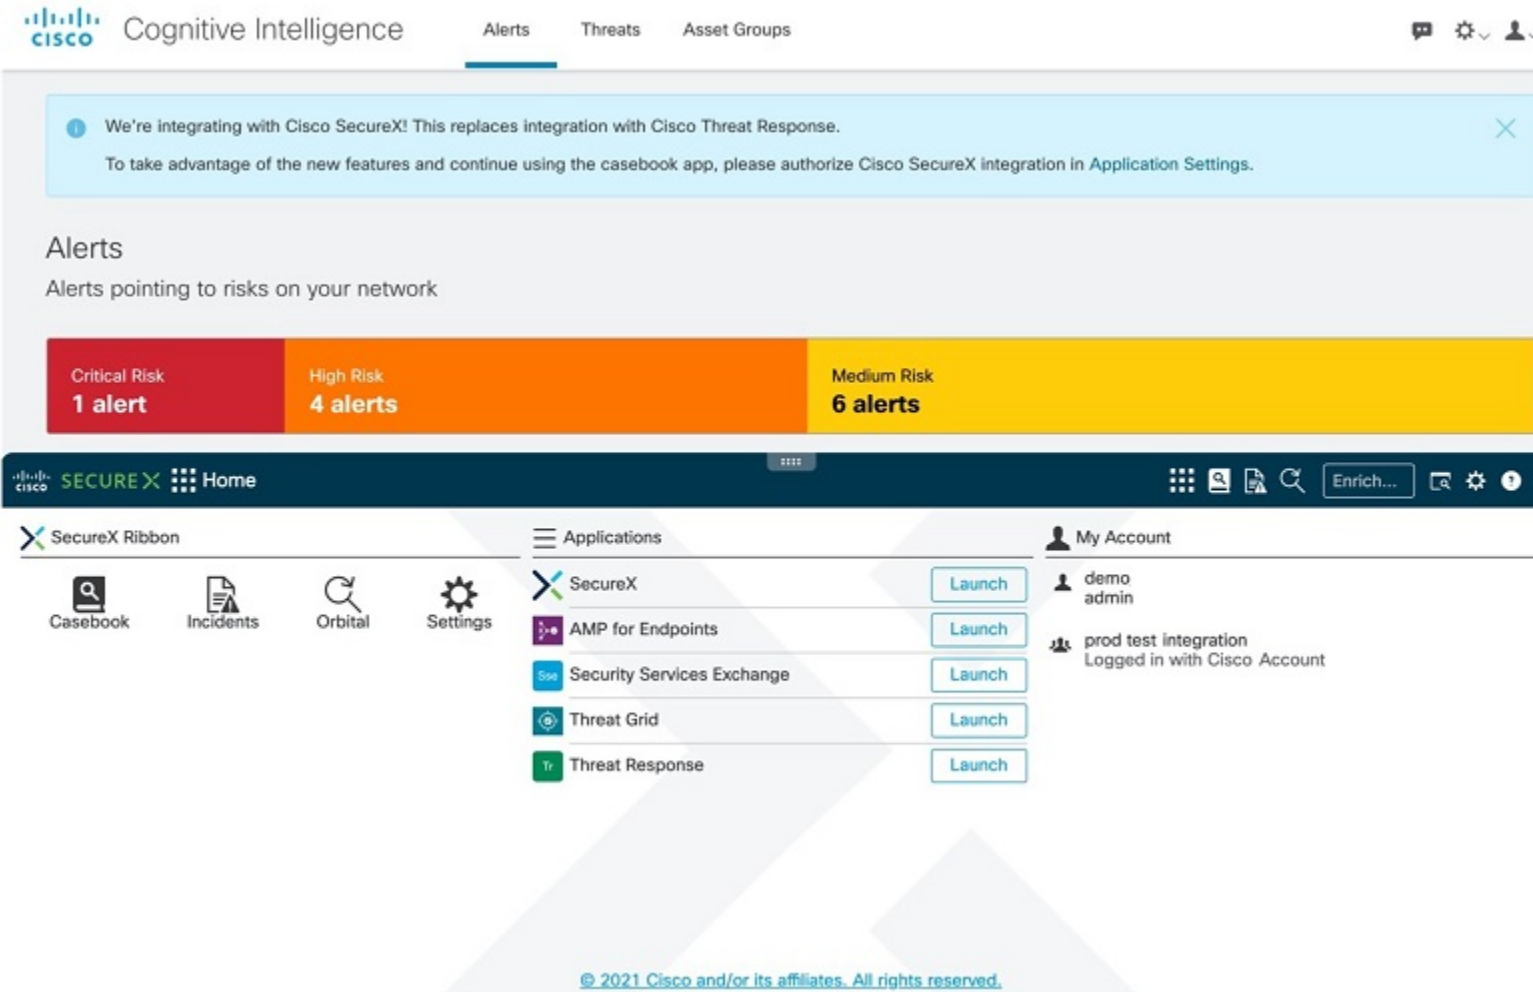 CISCO Cognitive Intelligence Alerts Threats Asset Groups
We're integrating with Cisco SecureX! This replaces integration with Cisco Threat Response.
To take advantage of the new features and continue using the casebook app, please authorize Cisco SecureX integration in Application Settings.
Alerts
Alerts pointing to risks on your network
Critical Risk
1 alert
High Risk
4 alerts
Medium Risk
6 alerts
CISCO SECUREX Home Enrich...
SecureX Ribbon
Casebook Incidents Orbital Settings
Applications
SecureX Launch
AMP for Endpoints Launch
Sse Security Services Exchange Launch
Threat Grid Launch
Tr Threat Response Launch
My Account
demo
admin
prod test integration
Logged in with Cisco Account
© 2021 Cisco and/or its affiliates. All rights reserved.